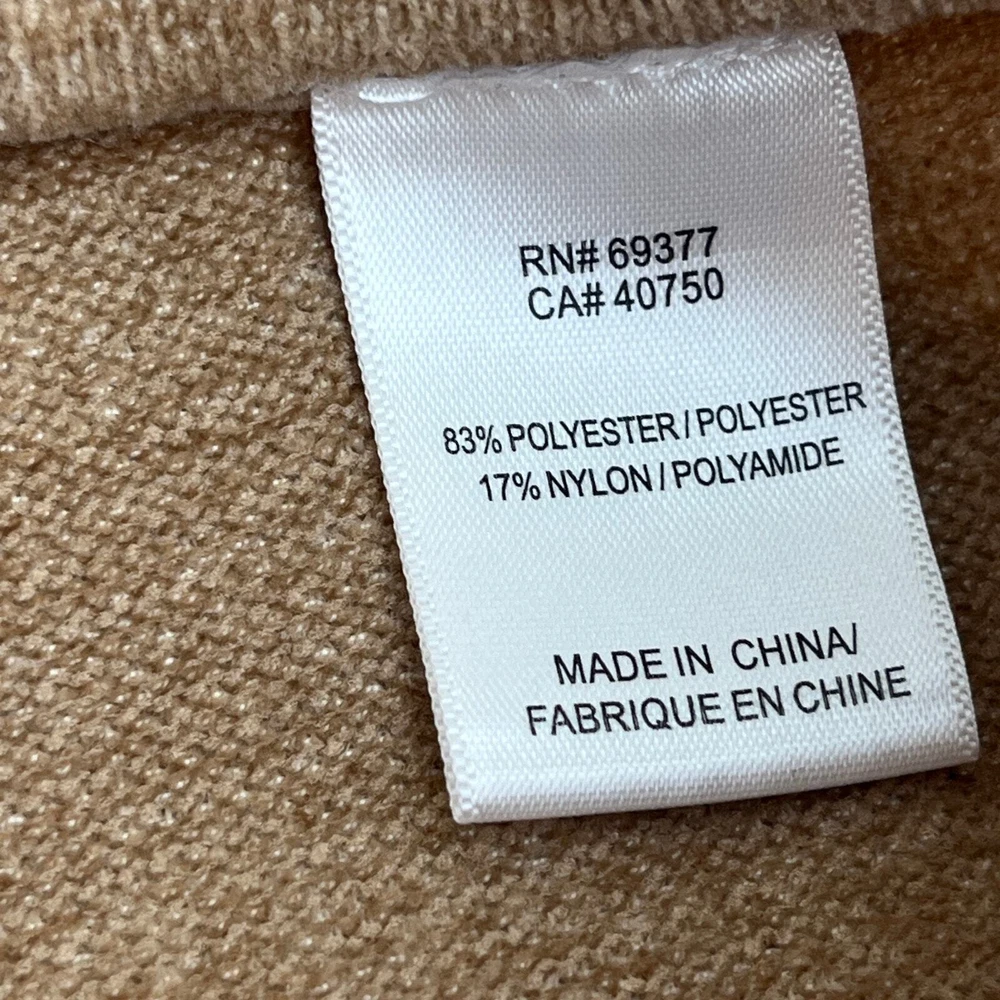 RN# 69377
CA# 40750
83% POLYESTER / POLYESTER
17% NYLON / POLYAMIDE
MADE IN CHINA/
FABRIQUE EN CHINE